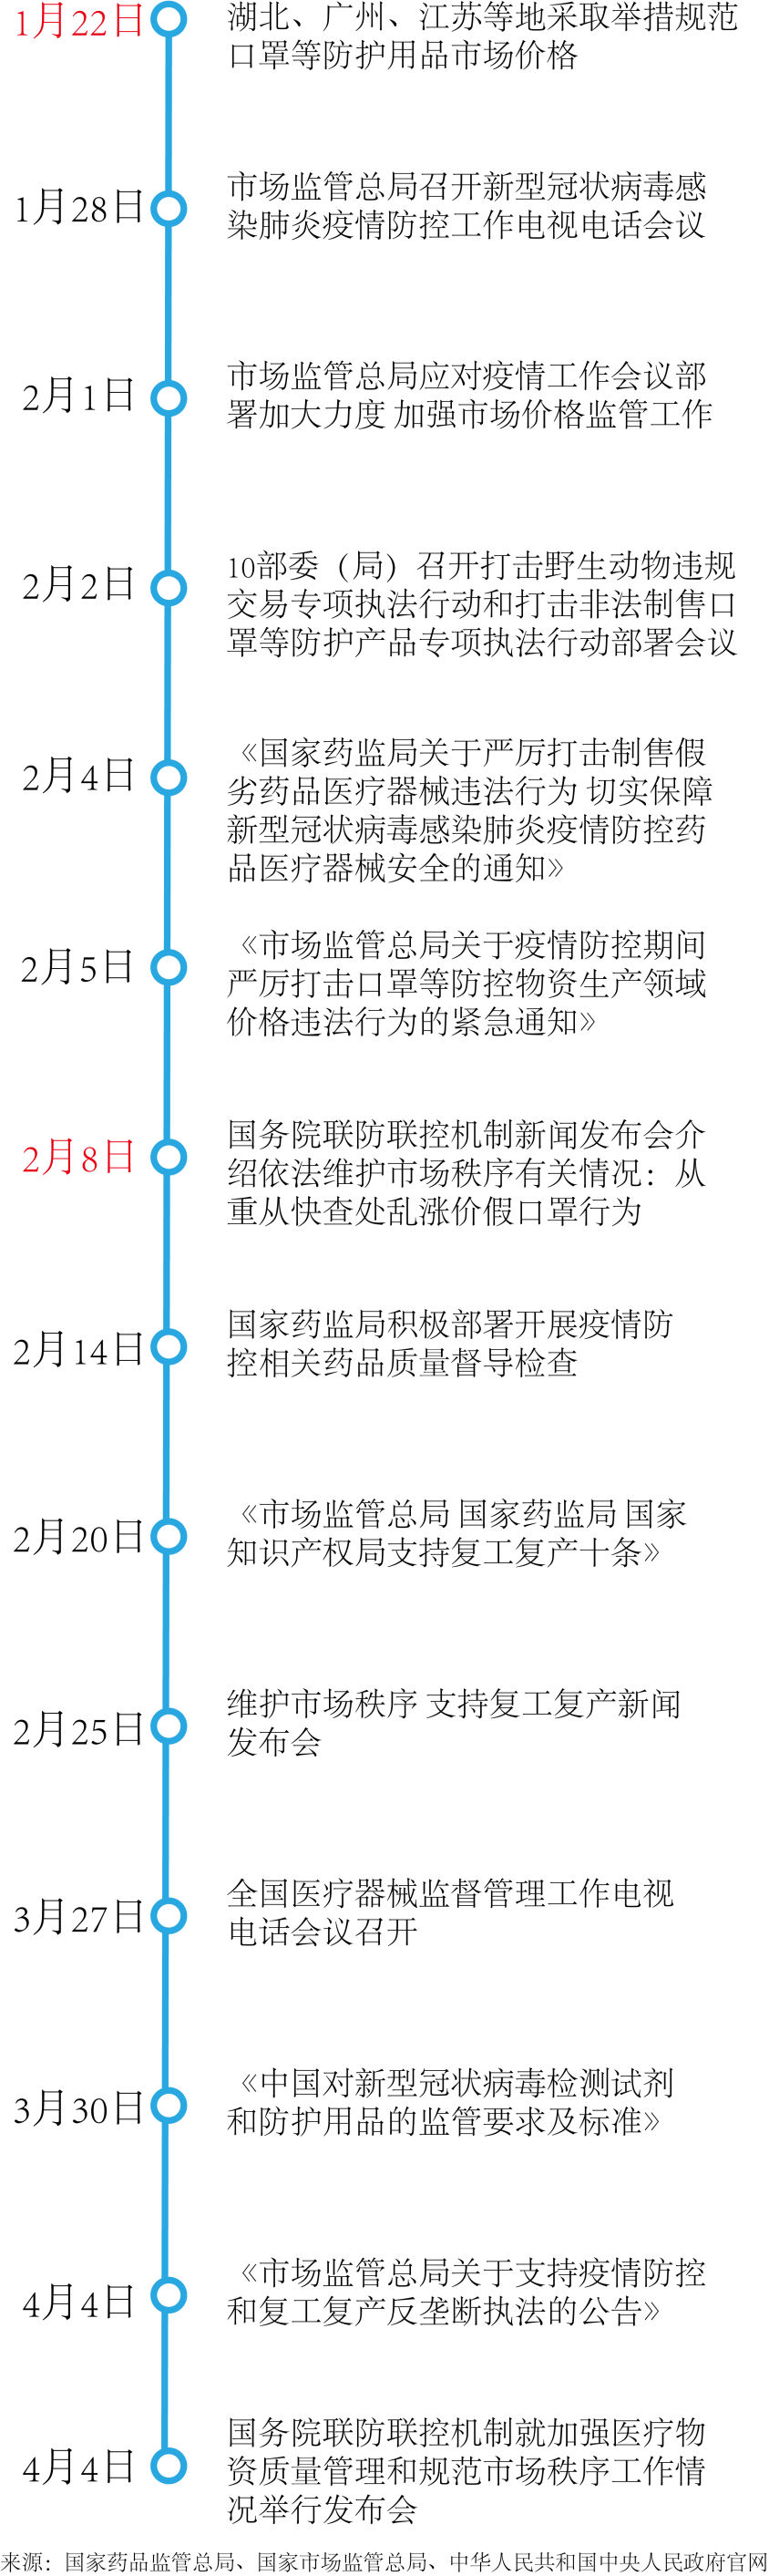 1月22日
湖北、广州、江苏等地采取举措规范
口罩等防护用品市场价格
1月28日
市场监管总局召开新型冠状病毒感
染肺炎疫情防控工作电视电话会议
2月1日
市场监管总局应对疫情工作会议部
署加大力度 加强市场价格监管工作
2月2日
10部委（局）召开打击野生动物违规
交易专项执法行动和打击非法制售口
罩等防护产品专项执法行动部署会议
2月4日
《国家药监局关于严厉打击制售假
劣药品医疗器械违法行为 切实保障
新型冠状病毒感染肺炎疫情防控药
品医疗器械安全的通知》
2月5日
《市场监管总局关于疫情防控期间
严厉打击口罩等防控物资生产领域
价格违法行为的紧急通知》
2月8日
国务院联防联控机制新闻发布会介
绍依法维护市场秩序有关情况：从
重从快查处乱涨价假口罩行为
2月14日
国家药监局积极部署开展疫情防
控相关药品质量督导检查
2月20日
《市场监管总局 国家药监局 国家
知识产权局支持复工复产十条》
2月25日
维护市场秩序 支持复工复产新闻
发布会
3月27日
全国医疗器械监督管理工作电视
电话会议召开
3月30日
《中国对新型冠状病毒检测试剂
和防护用品的监管要求及标准》
4月4日
《市场监管总局关于支持疫情防控
和复工复产反垄断执法的公告》
4月4日
国务院联防联控机制就加强医疗物
资质量管理和规范市场秩序工作情
况举行发布会
来源：国家药品监管总局、国家市场监管总局、中华人民共和国中央人民政府官网